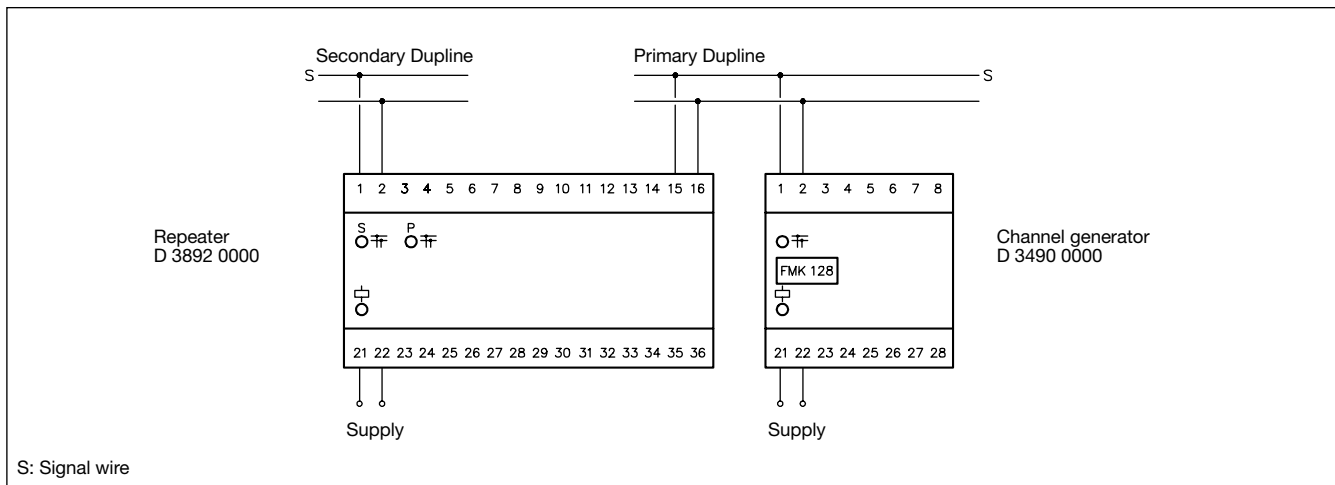 Secondary Dupline Primary Dupline
S S
1 2 3 4 5 6 7 8 9 10 11 12 13 14 15 16 1 2 3 4 5 6 7 8
S P
Repeater
D 3892 0000
Channel generator
D 3490 0000
FMK 128
21 22 23 24 25 26 27 28 29 30 31 32 33 34 35 36 21 22 23 24 25 26 27 28
Supply Supply
S: Signal wire